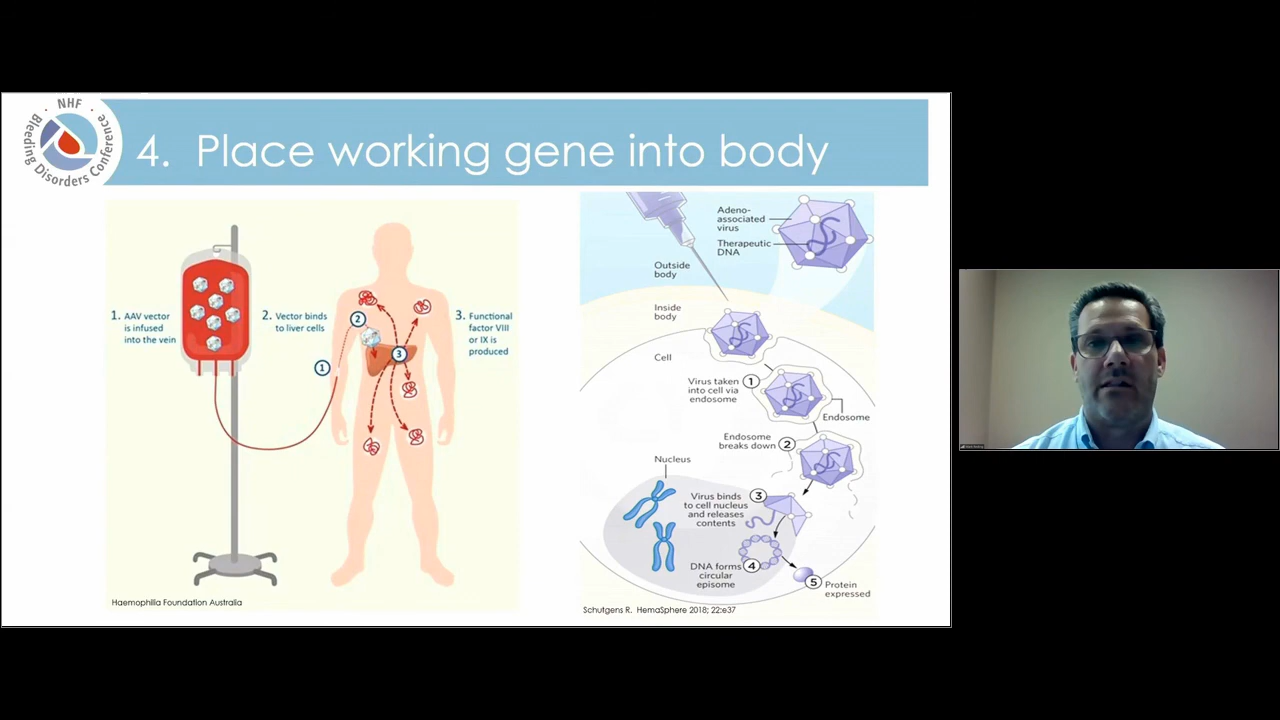 NHF
Bleeding Disorders Conference
4. Place working gene into body
1. AAV vector
is infused
into the vein
2. Vector binds
to liver cells
3. Functional
factor VIII
or IX is
produced
1
2
3
Haemophilia Foundation Australia
Adeno-
associated
virus
Therapeutic
DNA
Outside
body
Inside
body
Cell
Virus taken
into cell via
endosome
1
Endosome
Endosome
breaks down
2
Nucleus
Virus binds
to cell nucleus
and releases
contents
3
DNA forms
circular
episome
4
5
Protein
expressed
Schutgens R. HemaSphere 2018; 22:e37